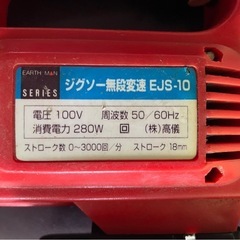 EARTH MAN
SERIES
ジグソー無段変速 EJS-10
電圧 100V 周波数 50/60Hz
消費電力 280W 回 (株)高儀
ストローク数 0～3000回/分 ストローク 18mm